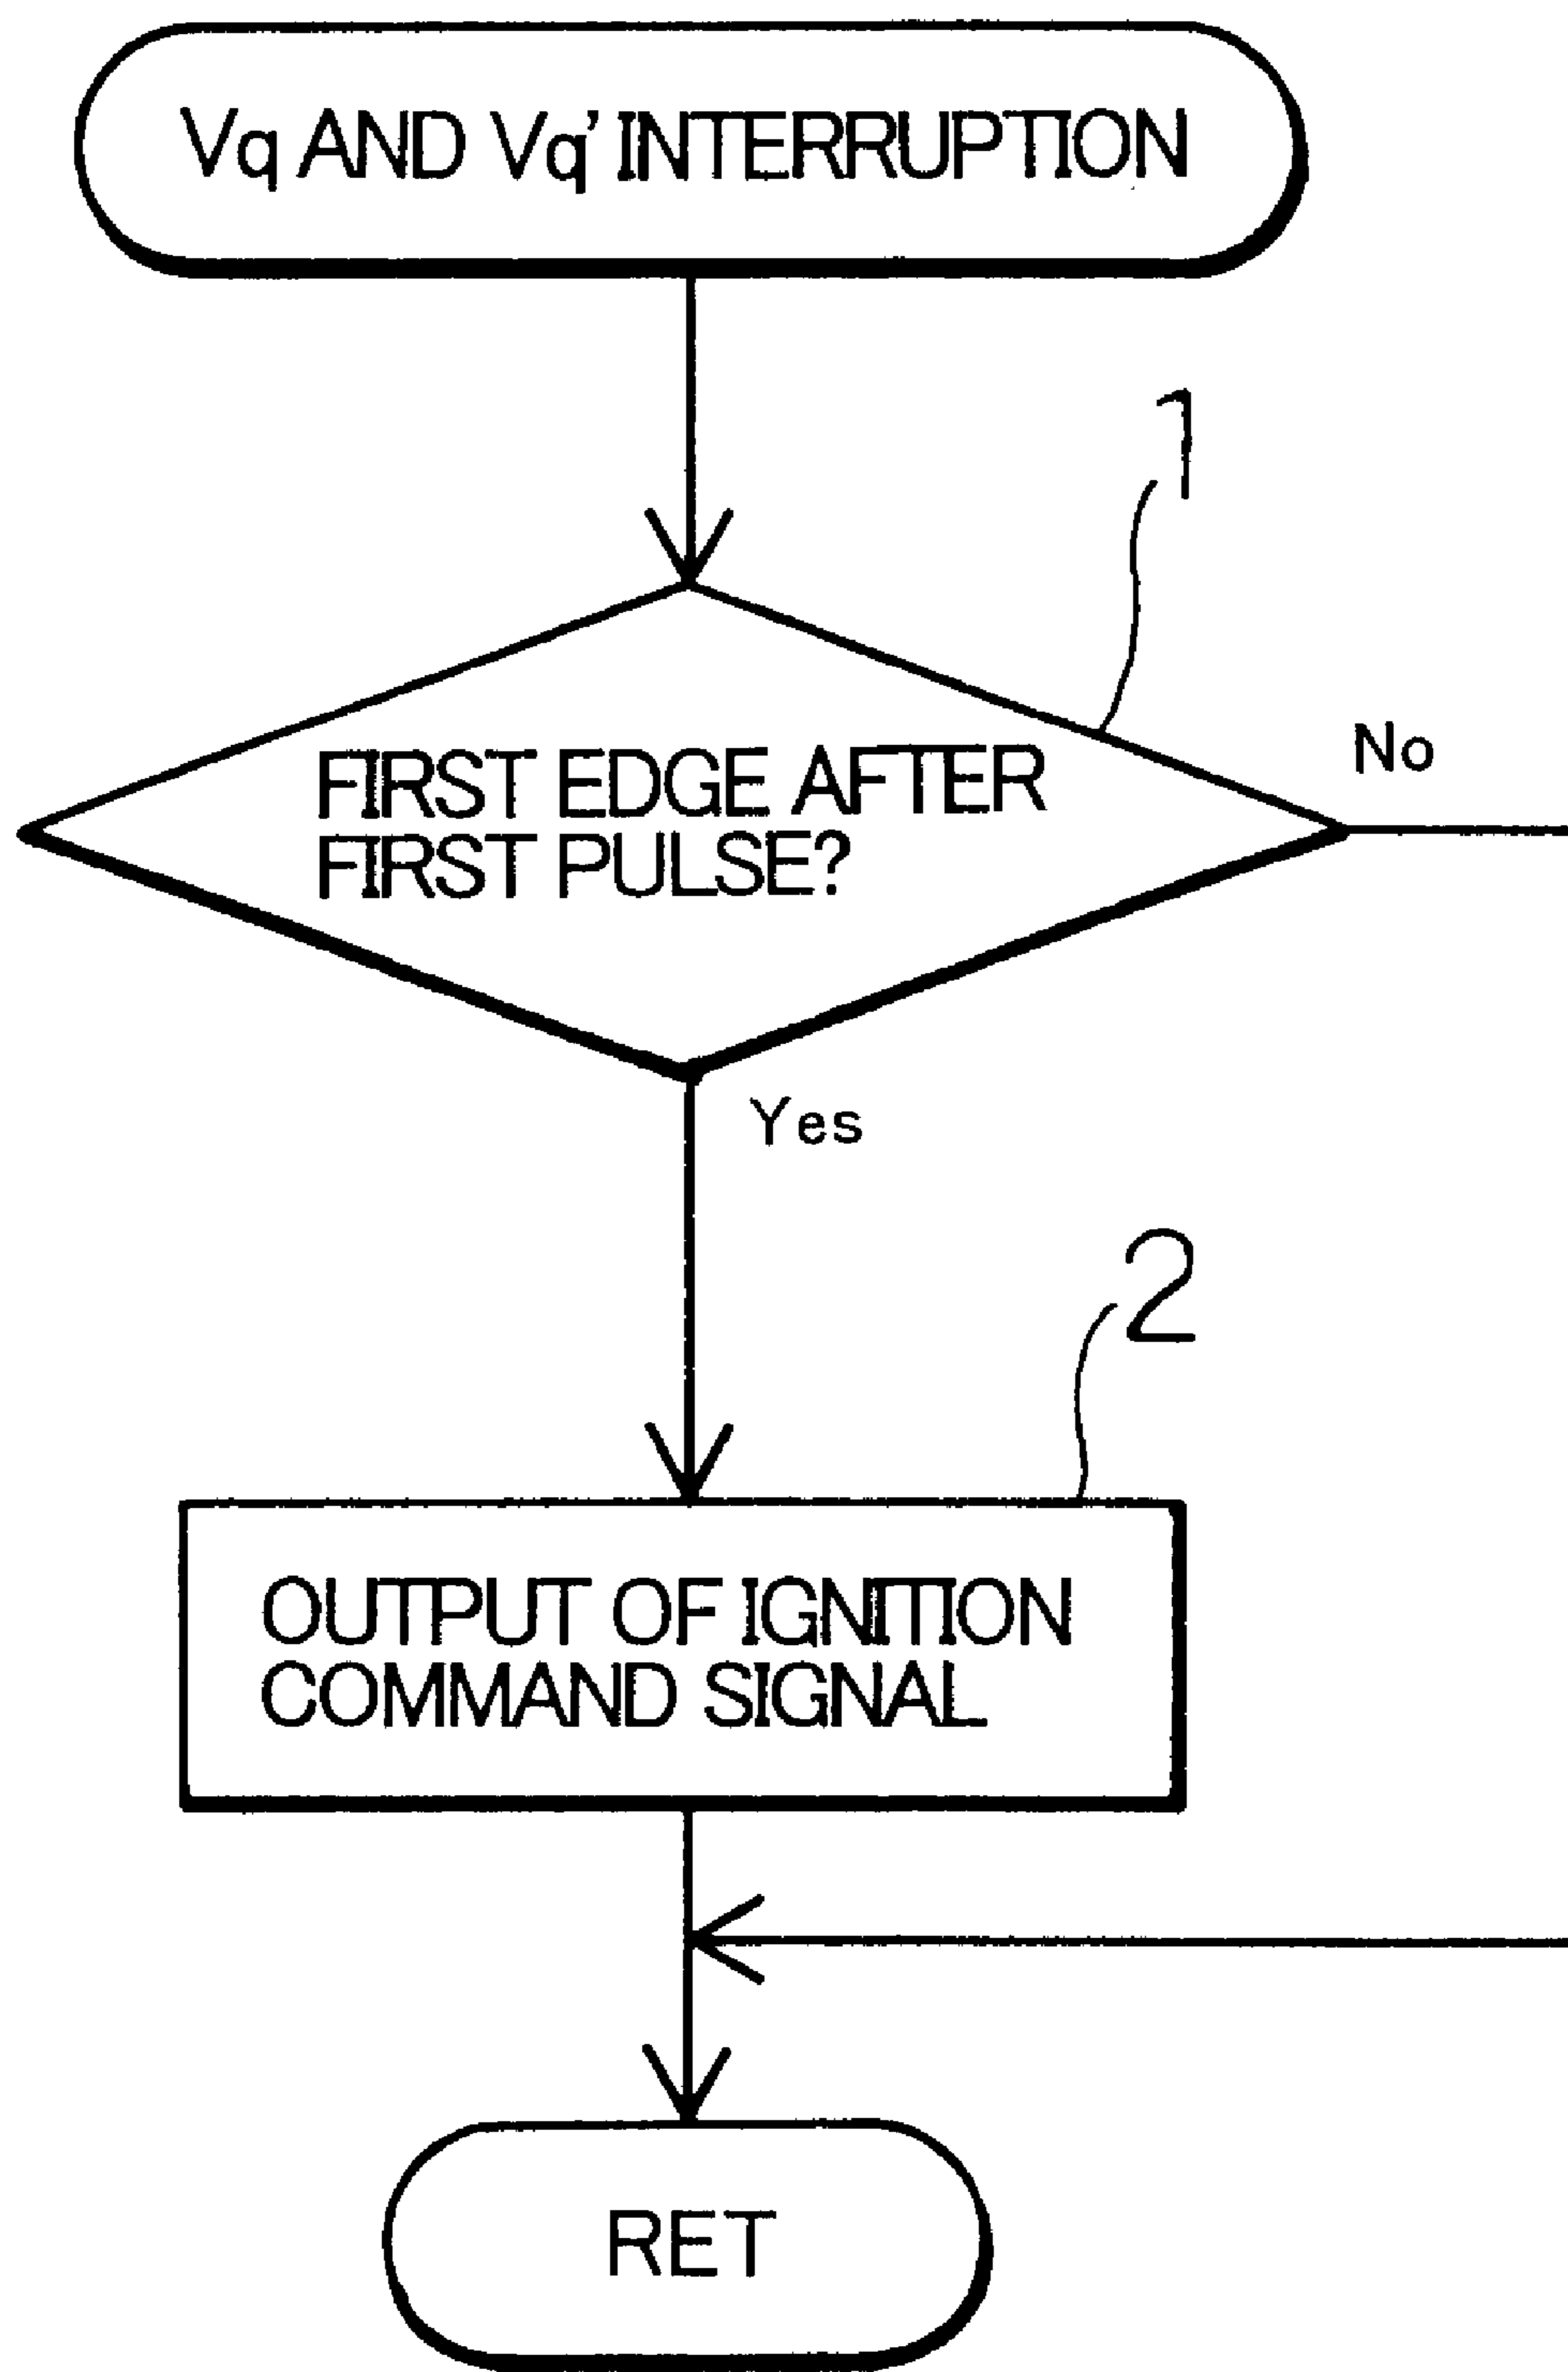 Vq AND Vq' INTERRUPTION
1
FIRST EDGE AFTER
FIRST PULSE?
No
Yes
2
OUTPUT OF IGNITION
COMMAND SIGNAL
RET